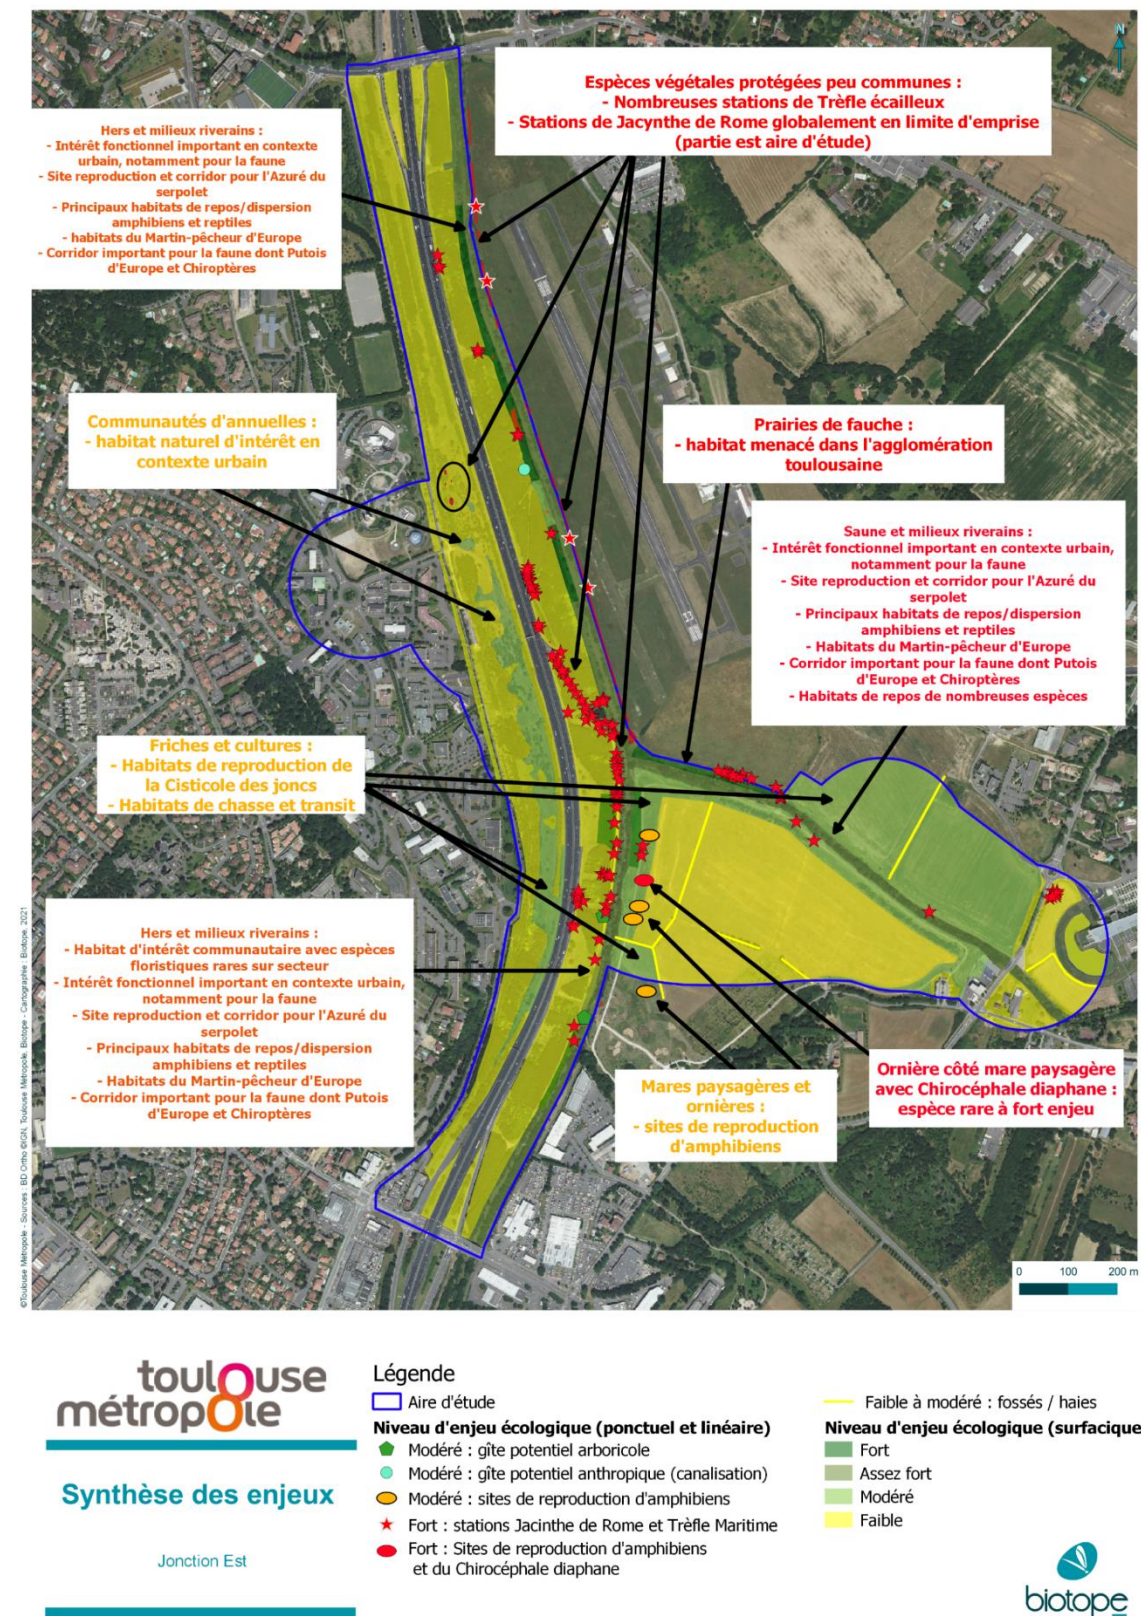 N
Espèces végétales protégées peu communes :
- Nombreuses stations de Trèfle écailleux
- Stations de Jacynthe de Rome globalement en limite d'emprise
(partie est aire d'étude)
Hers et milieux riverains :
- Intérêt fonctionnel important en contexte
urbain, notamment pour la faune
- Site reproduction et corridor pour l'Azuré du
serpolet
- Principaux habitats de repos/dispersion
amphibiens et reptiles
- habitats du Martin-pêcheur d'Europe
- Corridor important pour la faune dont Putois
d'Europe et Chiroptères
Communautés d'annuelles :
- habitat naturel d'intérêt en
contexte urbain
Prairies de fauche :
- habitat menacé dans l'agglomération
toulousaine
Saune et milieux riverains :
- Intérêt fonctionnel important en contexte urbain,
notamment pour la faune
- Site reproduction et corridor pour l'Azuré du
serpolet
- Principaux habitats de repos/dispersion
amphibiens et reptiles
- Habitats du Martin-pêcheur d'Europe
- Corridor important pour la faune dont Putois
d'Europe et Chiroptères
- Habitats de repos de nombreuses espèces
Friches et cultures :
- Habitats de reproduction de
la Cisticole des joncs
- Habitats de chasse et transit
Hers et milieux riverains :
- Habitat d'intérêt communautaire avec espèces
floristiques rares sur secteur
- Intérêt fonctionnel important en contexte urbain,
notamment pour la faune
- Site reproduction et corridor pour l'Azuré du
serpolet
- Principaux habitats de repos/dispersion
amphibiens et reptiles
- Habitats du Martin-pêcheur d'Europe
- Corridor important pour la faune dont Putois
d'Europe et Chiroptères
Mares paysagères et
ornières :
- sites de reproduction
d'amphibiens
Ornière côté mare paysagère
avec Chirocéphale diaphane :
espèce rare à fort enjeu
©Toulouse Métropole - Sources : BD Ortho ©IGN, Toulouse Métropole, Biotope - Cartographie : Biotope, 2021
0 100 200 m
toulouse
métropole
Synthèse des enjeux
Jonction Est
Légende
Aire d'étude
Niveau d'enjeu écologique (ponctuel et linéaire)
Modéré : gîte potentiel arboricole
Modéré : gîte potentiel anthropique (canalisation)
Modéré : sites de reproduction d'amphibiens
Fort : stations Jacinthe de Rome et Trèfle Maritime
Fort : Sites de reproduction d'amphibiens
et du Chirocéphale diaphane
Faible à modéré : fossés / haies
Niveau d'enjeu écologique (surfacique
Fort
Assez fort
Modéré
Faible
biotope